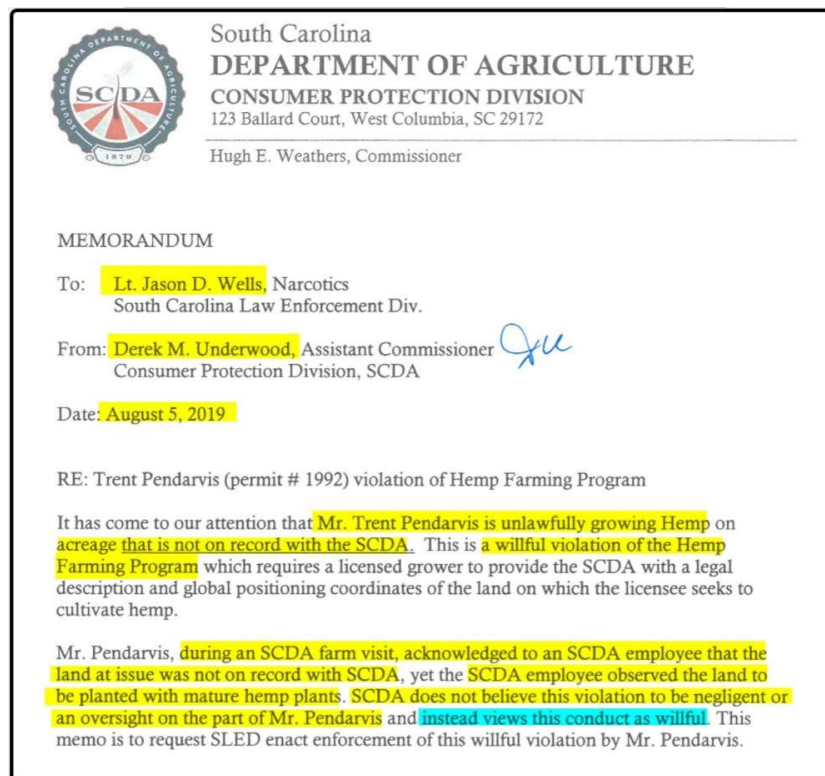 SOUTH CAROLINA DEPARTMENT OF AGRICULTURE
SCDA
1879
South Carolina
DEPARTMENT OF AGRICULTURE
CONSUMER PROTECTION DIVISION
123 Ballard Court, West Columbia, SC 29172
Hugh E. Weathers, Commissioner
MEMORANDUM
To: Lt. Jason D. Wells, Narcotics
South Carolina Law Enforcement Div.
From: Derek M. Underwood, Assistant Commissioner
Consumer Protection Division, SCDA
Date: August 5, 2019
RE: Trent Pendarvis (permit # 1992) violation of Hemp Farming Program
It has come to our attention that Mr. Trent Pendarvis is unlawfully growing Hemp on
acreage that is not on record with the SCDA. This is a willful violation of the Hemp
Farming Program which requires a licensed grower to provide the SCDA with a legal
description and global positioning coordinates of the land on which the licensee seeks to
cultivate hemp.
Mr. Pendarvis, during an SCDA farm visit, acknowledged to an SCDA employee that the
land at issue was not on record with SCDA, yet the SCDA employee observed the land to
be planted with mature hemp plants. SCDA does not believe this violation to be negligent or
an oversight on the part of Mr. Pendarvis and instead views this conduct as willful. This
memo is to request SLED enact enforcement of this willful violation by Mr. Pendarvis.